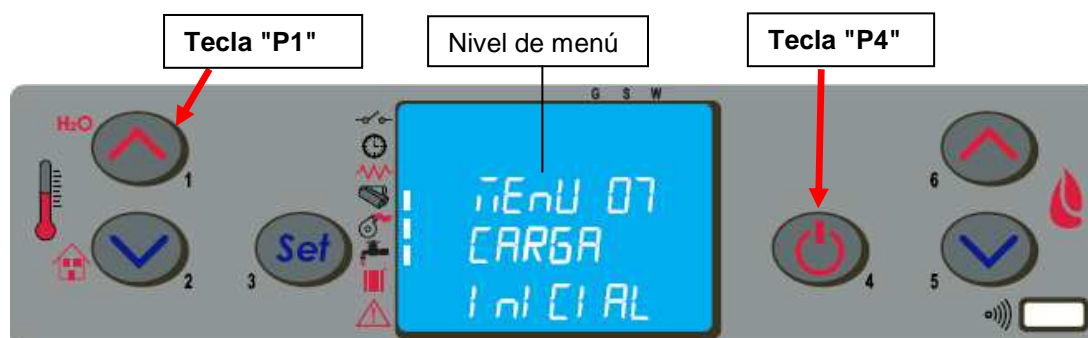 Tecla "P1"
Nivel de menú
Tecla "P4"
G S W
H2O
1
2
3
Set
MEnU 07
CARGA
InICIAL
4
6
5